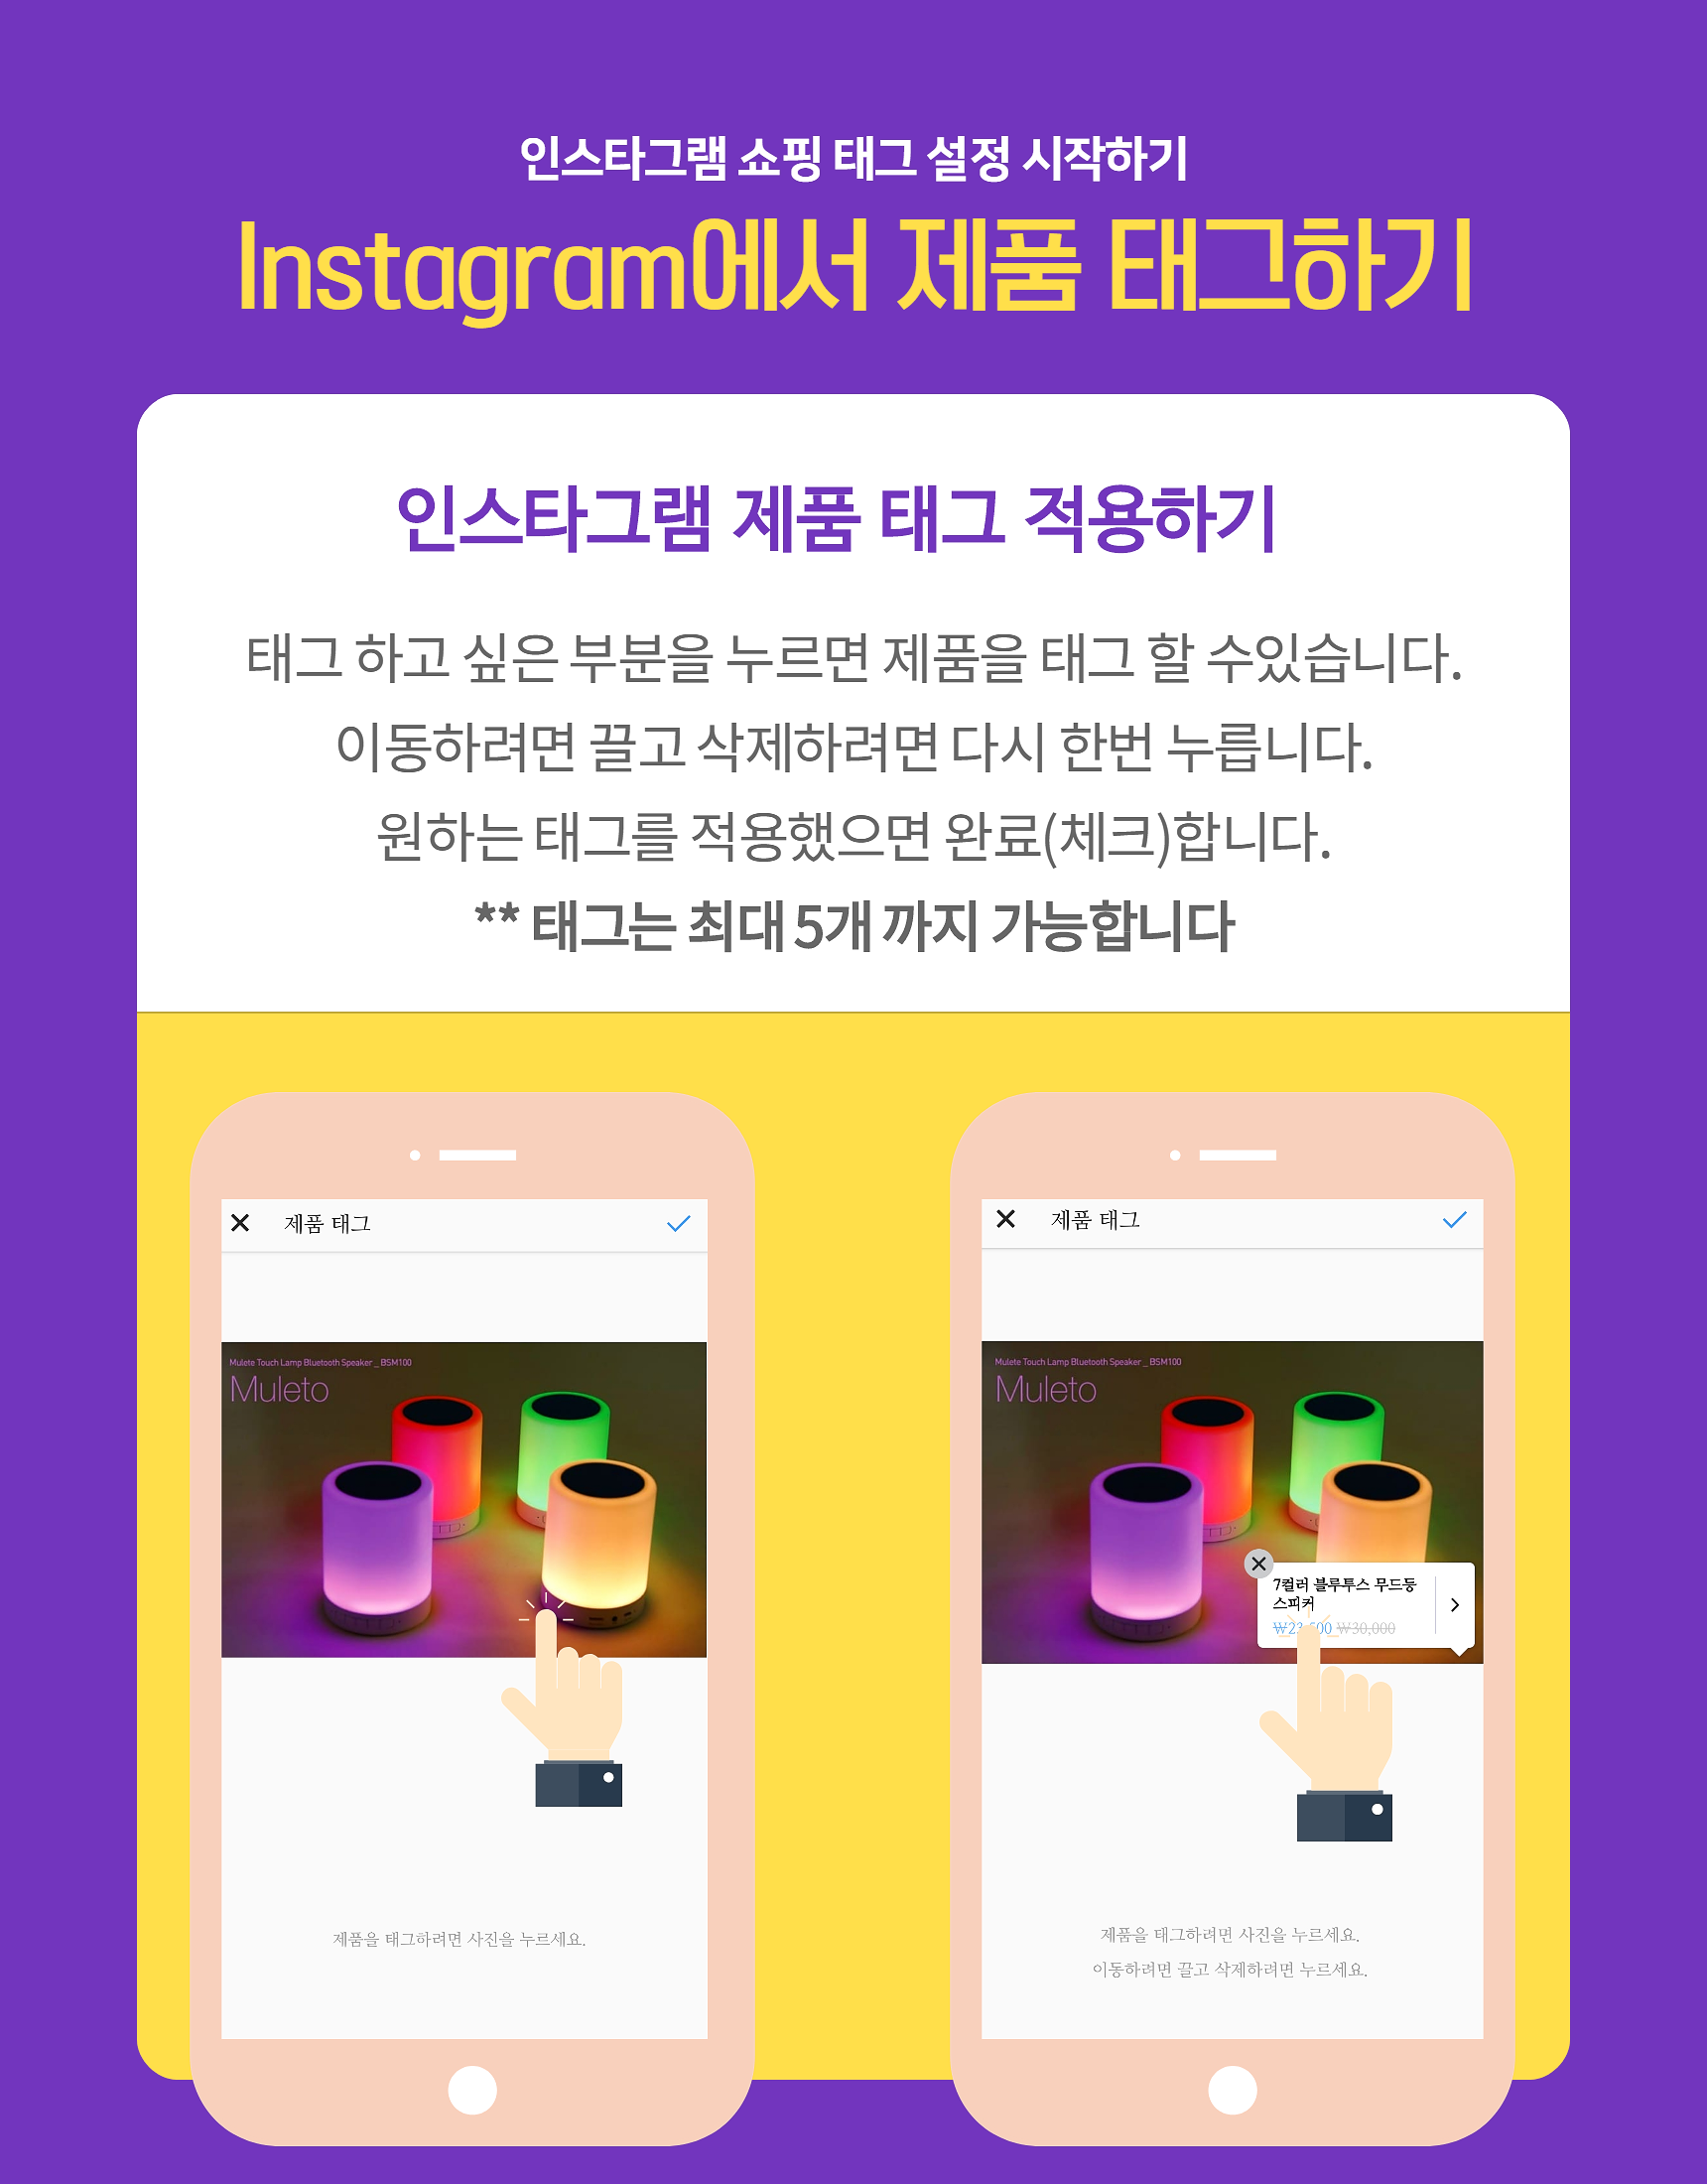 인스타그램 쇼핑 태그 설정 시작하기
Instagram에서 제품 태그하기
인스타그램 제품 태그 적용하기
태그 하고 싶은 부분을 누르면 제품을 태그 할 수있습니다.
이동하려면 끌고 삭제하려면 다시 한번 누릅니다.
원하는 태그를 적용했으면 완료(체크)합니다.
** 태그는 최대 5개 까지 가능합니다
제품 태그
Mulete Touch Lamp Bluetooth Speaker _ BSM100
Muleto
제품을 태그하려면 사진을 누르세요.
제품 태그
Mulete Touch Lamp Bluetooth Speaker _ BSM100
Muleto
7컬러 블루투스 무드등
스피커
₩30,000
제품을 태그하려면 사진을 누르세요.
이동하려면 끌고 삭제하려면 누르세요.